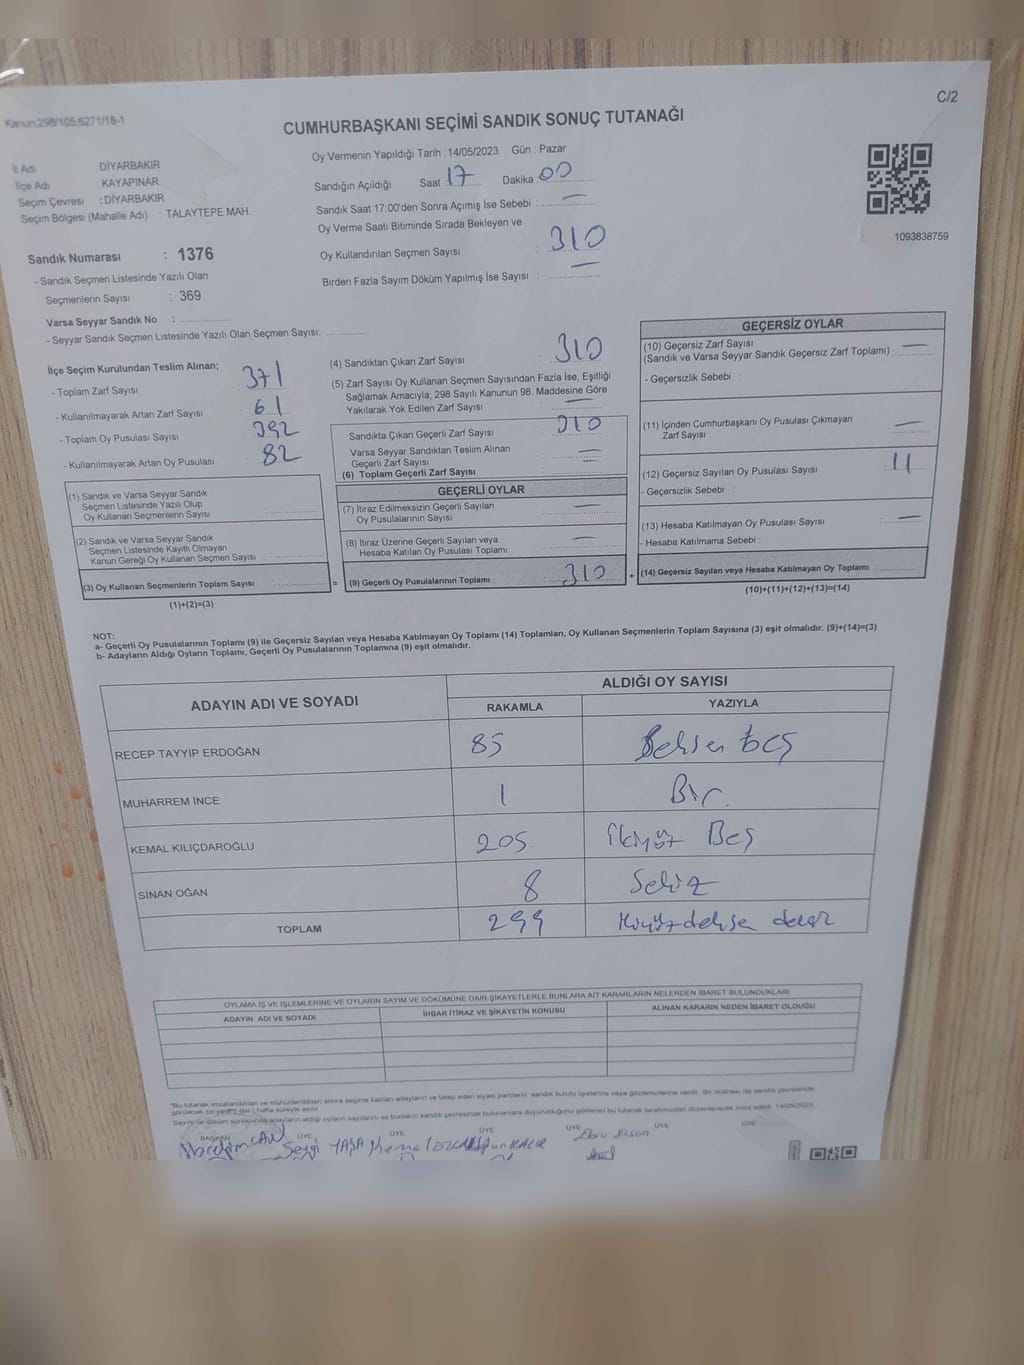 C/2
Kanun:298/105;6271/18-1
CUMHURBAŞKANI SEÇİMİ SANDIK SONUÇ TUTANAĞI
İl Adı DİYARBAKIR
İlçe Adı KAYAPINAR
Seçim Çevresi : DİYARBAKIR
Seçim Bölgesi (Mahalle Adı) : TALAYTEPE MAH.
Oy Vermenin Yapıldığı Tarih :14/05/2023 Gün : Pazar
Sandığın Açıldığı Saat 17 Dakika 00
Sandık Saat 17:00'den Sonra Açımış İse Sebebi : —
Oy Verme Saati Bitiminde Sırada Bekleyen ve
Oy Kullandırılan Seçmen Sayısı : 310
Birden Fazla Sayım Döküm Yapılmış İse Sayısı : —
1093838759
Sandık Numarası : 1376
- Sandık Seçmen Listesinde Yazılı Olan
Seçmenlerin Sayısı : 369
Varsa Seyyar Sandık No :
- Seyyar Sandık Seçmen Listesinde Yazılı Olan Seçmen Sayısı:
İlçe Seçim Kurulundan Teslim Alınan;
- Toplam Zarf Sayısı : 371
- Kullanılmayarak Artan Zarf Sayısı : 61
- Toplam Oy Pusulası Sayısı : 392
- Kullanılmayarak Artan Oy Pusulası : 82
(1) Sandık ve Varsa Seyyar Sandık
Seçmen Listesinde Yazılı Olup
Oy Kullanan Seçmenlerin Sayısı :
(2) Sandık ve Varsa Seyyar Sandık
Seçmen Listesinde Kayıtlı Olmayan
Kanun Gereği Oy Kullanan Seçmen Sayısı :
(3) Oy Kullanan Seçmenlerin Toplam Sayısı :
(1)+(2)=(3)
(4) Sandıktan Çıkan Zarf Sayısı : 310
(5) Zarf Sayısı Oy Kullanan Seçmen Sayısından Fazla İse, Eşitliği
Sağlamak Amacıyla; 298 Sayılı Kanunun 98. Maddesine Göre
Yakılarak Yok Edilen Zarf Sayısı : —
Sandıkta Çıkan Geçerli Zarf Sayısı : 310
Varsa Seyyar Sandıktan Teslim Alınan
Geçerli Zarf Sayısı : —
(6) Toplam Geçerli Zarf Sayısı : —
GEÇERLİ OYLAR
(7) İtiraz Edilmeksizin Geçerli Sayılan
Oy Pusulalarının Sayısı : —
(8) İtiraz Üzerine Geçerli Sayılan veya
Hesaba Katılan Oy Pusulası Toplamı : —
= (9) Geçerli Oy Pusulalarının Toplamı : 310
GEÇERSİZ OYLAR
(10) Geçersiz Zarf Sayısı
(Sandık ve Varsa Seyyar Sandık Geçersiz Zarf Toplamı) : —
- Geçersizlik Sebebi :
(11) İçinden Cumhurbaşkanı Oy Pusulası Çıkmayan
Zarf Sayısı : —
(12) Geçersiz Sayılan Oy Pusulası Sayısı : 11
- Geçersizlik Sebebi :
(13) Hesaba Katılmayan Oy Pusulası Sayısı : —
- Hesaba Katılmama Sebebi :
+ (14) Geçersiz Sayılan veya Hesaba Katılmayan Oy Toplamı :
(10)+(11)+(12)+(13)=(14)
NOT:
a- Geçerli Oy Pusulalarının Toplamı (9) ile Geçersiz Sayılan veya Hesaba Katılmayan Oy Toplamı (14) Toplamları, Oy Kullanan Seçmenlerin Toplam Sayısına (3) eşit olmalıdır. (9)+(14)=(3)
b- Adayların Aldığı Oyların Toplamı, Geçerli Oy Pusulalarının Toplamına (9) eşit olmalıdır.
ADAYIN ADI VE SOYADI ALDIĞI OY SAYISI
RAKAMLA YAZIYLA
RECEP TAYYIP ERDOĞAN 85 Seksen beş
MUHARREM İNCE 1 Bir.
KEMAL KILIÇDAROĞLU 205 ikiyüz Beş
SİNAN OĞAN 8 Sekiz
TOPLAM 299
OYLAMA İŞ VE İŞLEMLERİNE VE OYLARIN SAYIM VE DÖKÜMÜNE DAİR ŞİKAYETLERLE BUNLARA AİT KARARLARIN NELERDEN İBARET BULUNDUKLARI
ADAYIN ADI VE SOYADI İHBAR İTİRAZ VE ŞİKAYETİN KONUSU ALINAN KARARIN NEDEN İBARET OLDUĞU
BAŞKAN ÜYE ÜYE ÜYE ÜYE ÜYE ÜYE